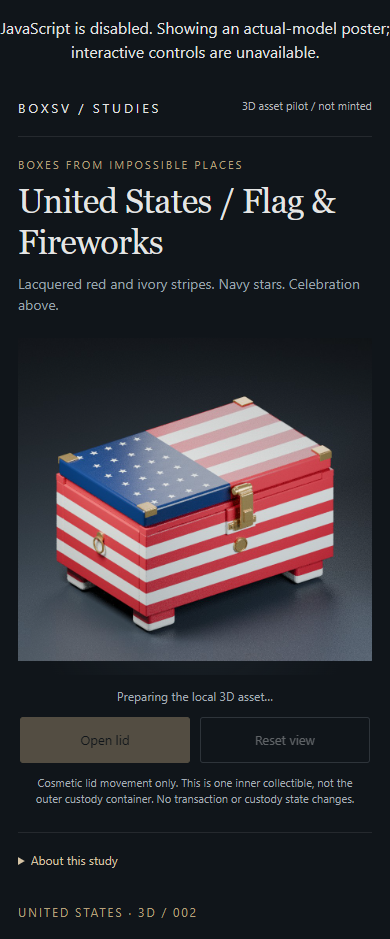 JavaScript is disabled. Showing an actual-model poster;
interactive controls are unavailable.
BOXSV / STUDIES
3D asset pilot / not minted
BOXES FROM IMPOSSIBLE PLACES
United States / Flag &
Fireworks
Lacquered red and ivory stripes. Navy stars. Celebration
above.
Preparing the local 3D asset...
Open lid
Reset view
Cosmetic lid movement only. This is one inner collectible, not the
outer custody container. No transaction or custody state changes.
About this study
UNITED STATES · 3D / 002